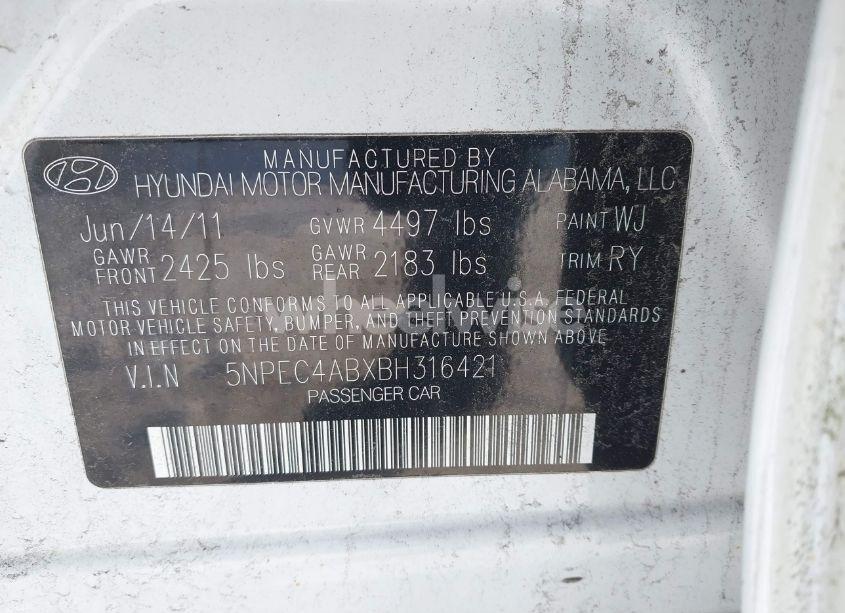 MANUFACTURED BY
HYUNDAI MOTOR MANUFACTURING ALABAMA, LLC
Jun/14/11 GVWR 4497 lbs PAINT WJ
GAWR FRONT 2425 lbs GAWR REAR 2183 lbs TRIM RY
THIS VEHICLE CONFORMS TO ALL APPLICABLE U.S.A. FEDERAL
MOTOR VEHICLE SAFETY, BUMPER, AND THEFT PREVENTION STANDARDS
IN EFFECT ON THE DATE OF MANUFACTURE SHOWN ABOVE
V.I.N 5NPEC4ABXBH316421
PASSENGER CAR